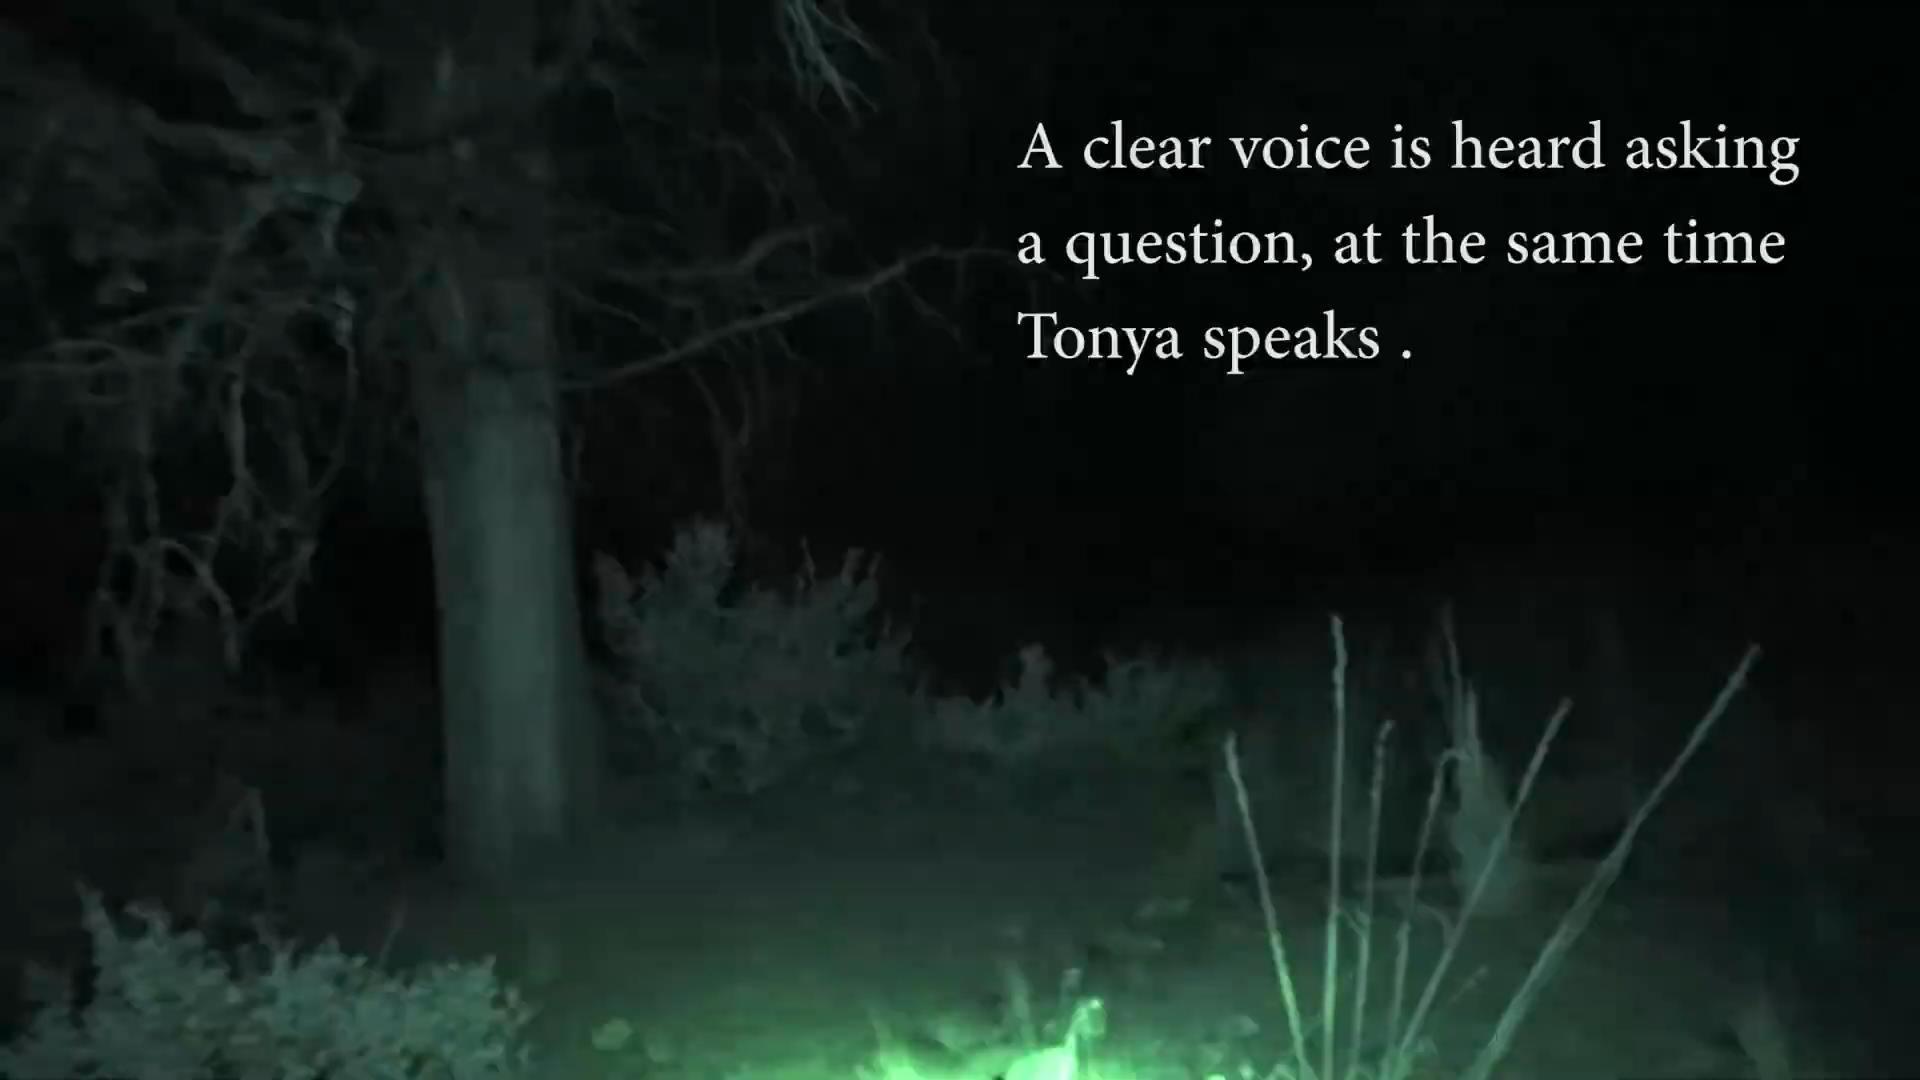 A clear voice is heard asking
a question, at the same time
Tonya speaks .